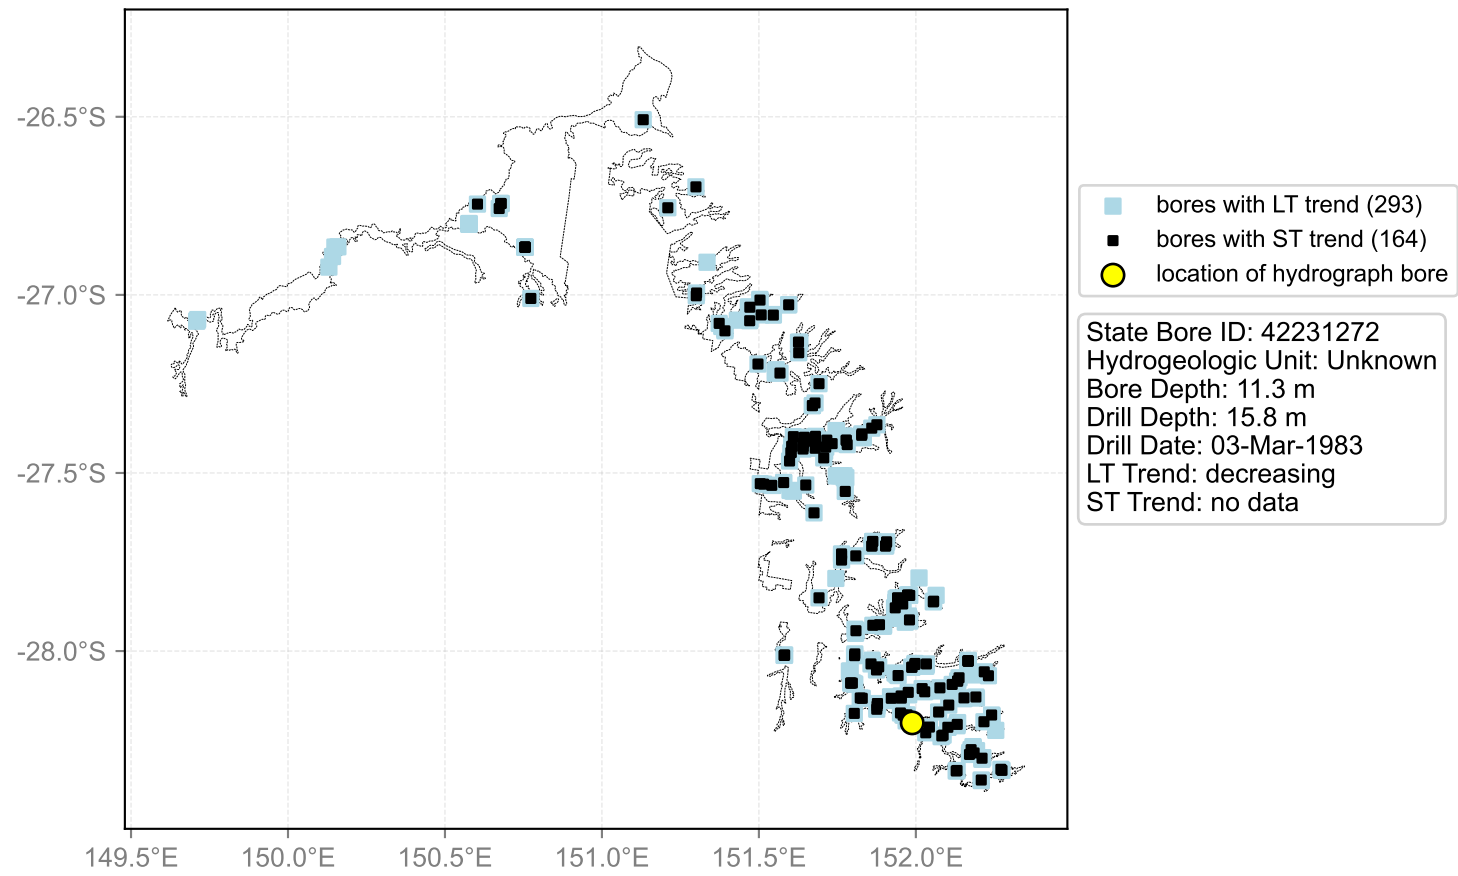 -26.5°S
-27.0°S
-27.5°S
-28.0°S
149.5°E
150.0°E
150.5°E
151.0°E
151.5°E
152.0°E
bores with LT trend (293)
bores with ST trend (164)
location of hydrograph bore
State Bore ID: 42231272
Hydrogeologic Unit: Unknown
Bore Depth: 11.3 m
Drill Depth: 15.8 m
Drill Date: 03-Mar-1983
LT Trend: decreasing
ST Trend: no data